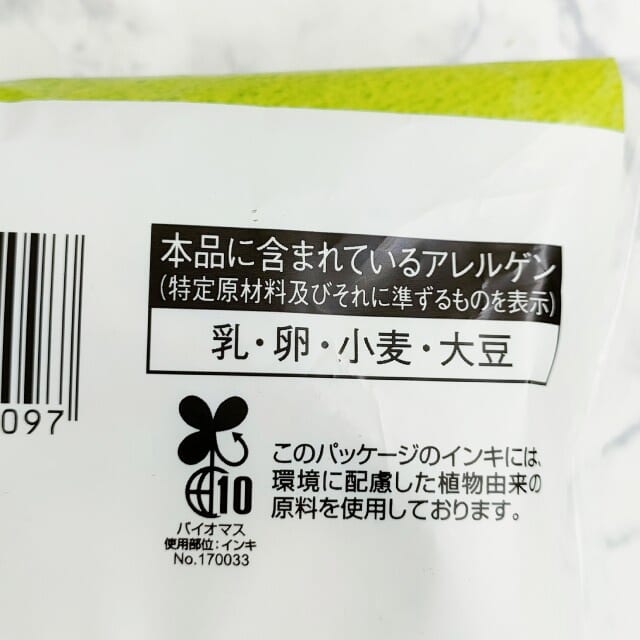 本品に含まれているアレルゲン
(特定原材料及びそれに準ずるものを表示)
乳・卵・小麦・大豆
097
10
バイオマス
使用部位:インキ
No.170033
このパッケージのインキには、
環境に配慮した植物由来の
原料を使用しております。